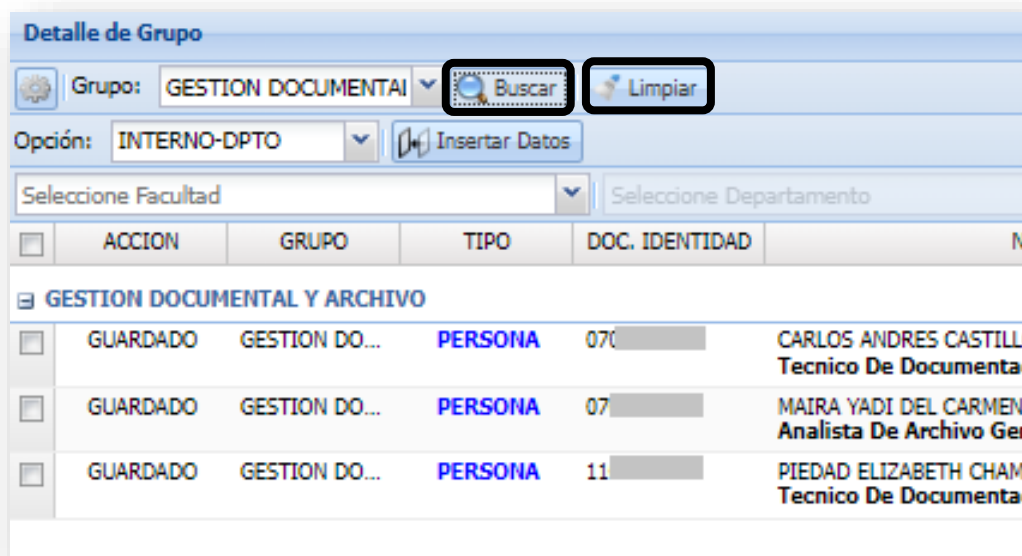 Detalle de Grupo
Grupo: GESTION DOCUMENTAL Buscar Limpiar
Opción: INTERNO-DPTO Insertar Datos
Seleccione Facultad Seleccione Departamento
ACCION GRUPO TIPO DOC. IDENTIDAD N
GESTION DOCUMENTAL Y ARCHIVO
GUARDADO GESTION DO... PERSONA 070 CARLOS ANDRES CASTILL
Tecnico De Documenta
GUARDADO GESTION DO... PERSONA 07 MAIRA YADI DEL CARMEN
Analista De Archivo Ge
GUARDADO GESTION DO... PERSONA 11 PIEDAD ELIZABETH CHAM
Tecnico De Documenta